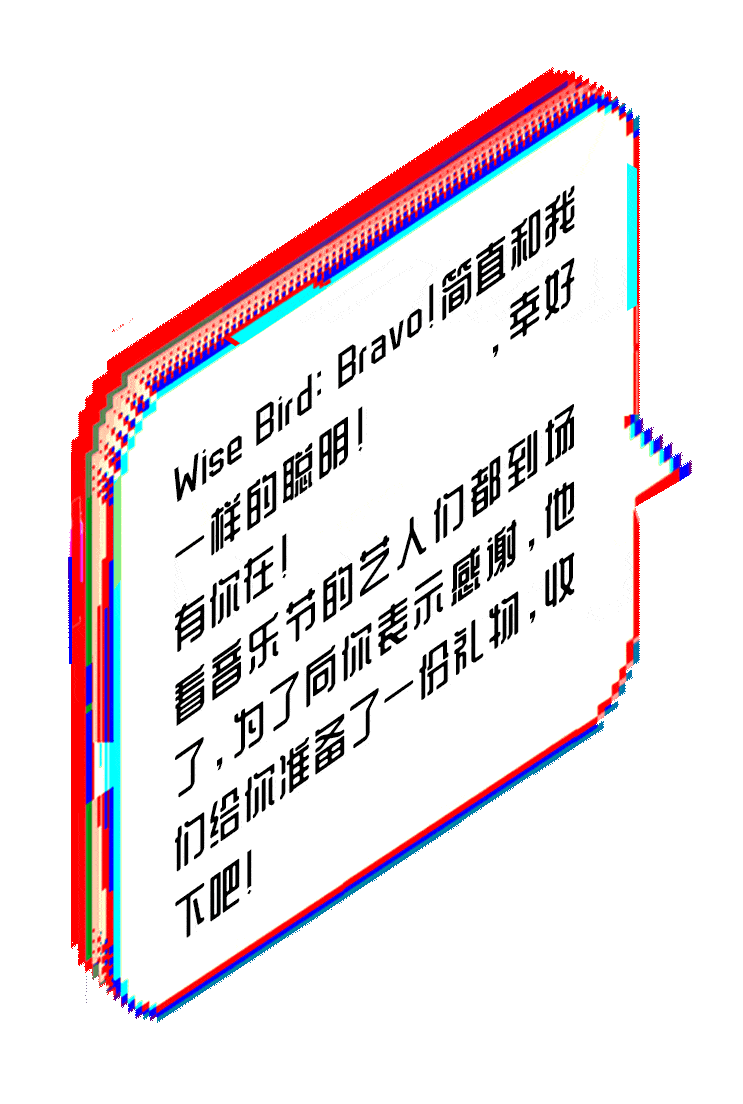 Wise Bird: Bravo!简直和我
一样的聪明! ,幸好
有你在!
看音乐节的艺人们都到场
了,为了向你表示感谢,他
们给你准备了一份礼物,收
下吧!